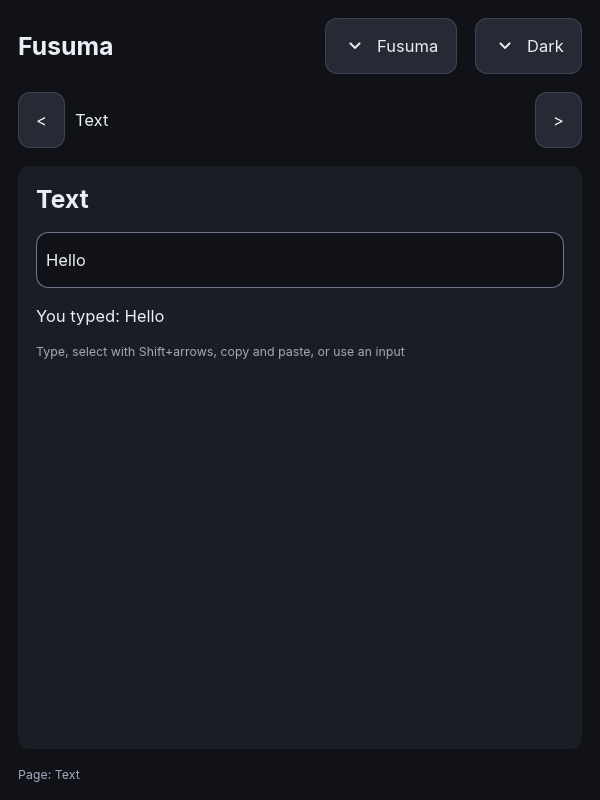 Fusuma
Fusuma
Dark
<
Text
>
Text
Hello
You typed: Hello
Type, select with Shift+arrows, copy and paste, or use an input
Page: Text